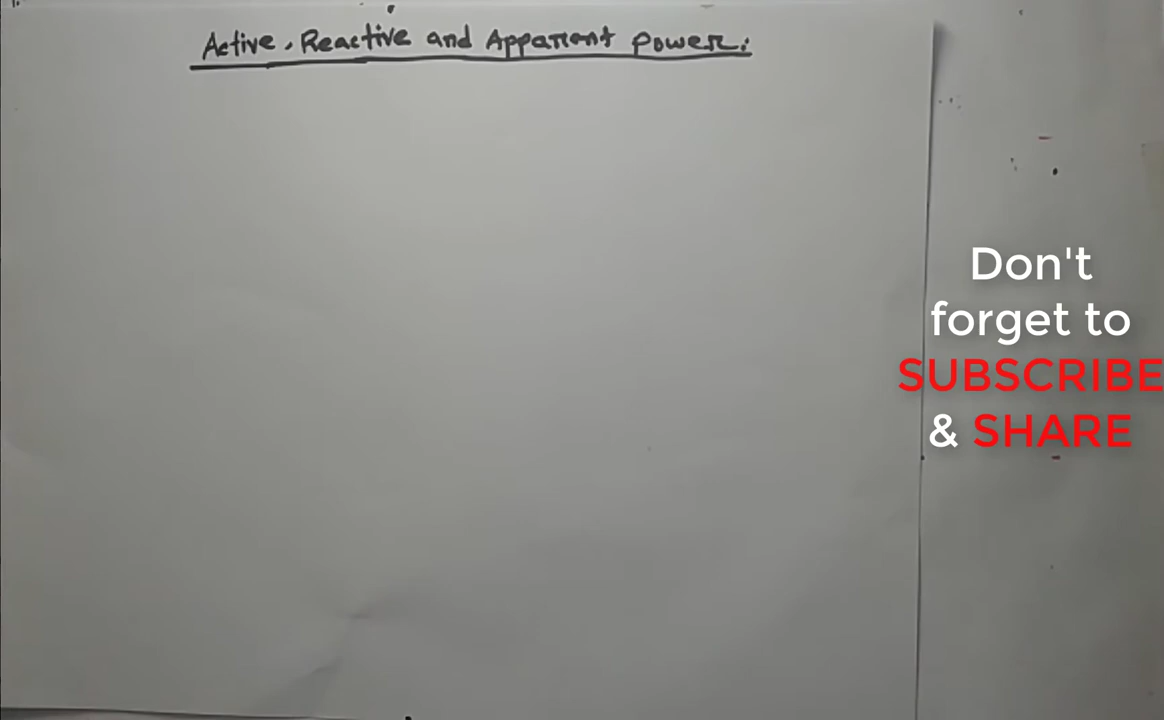 Active, Reactive and Apparent Power:
Don't
forget to
SUBSCRIBE
& SHARE